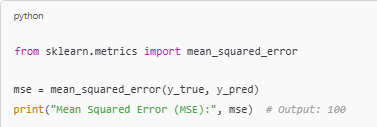 python
from sklearn.metrics import mean_squared_error
mse = mean_squared_error(y_true, y_pred)
print("Mean Squared Error (MSE):", mse)  # Output: 100